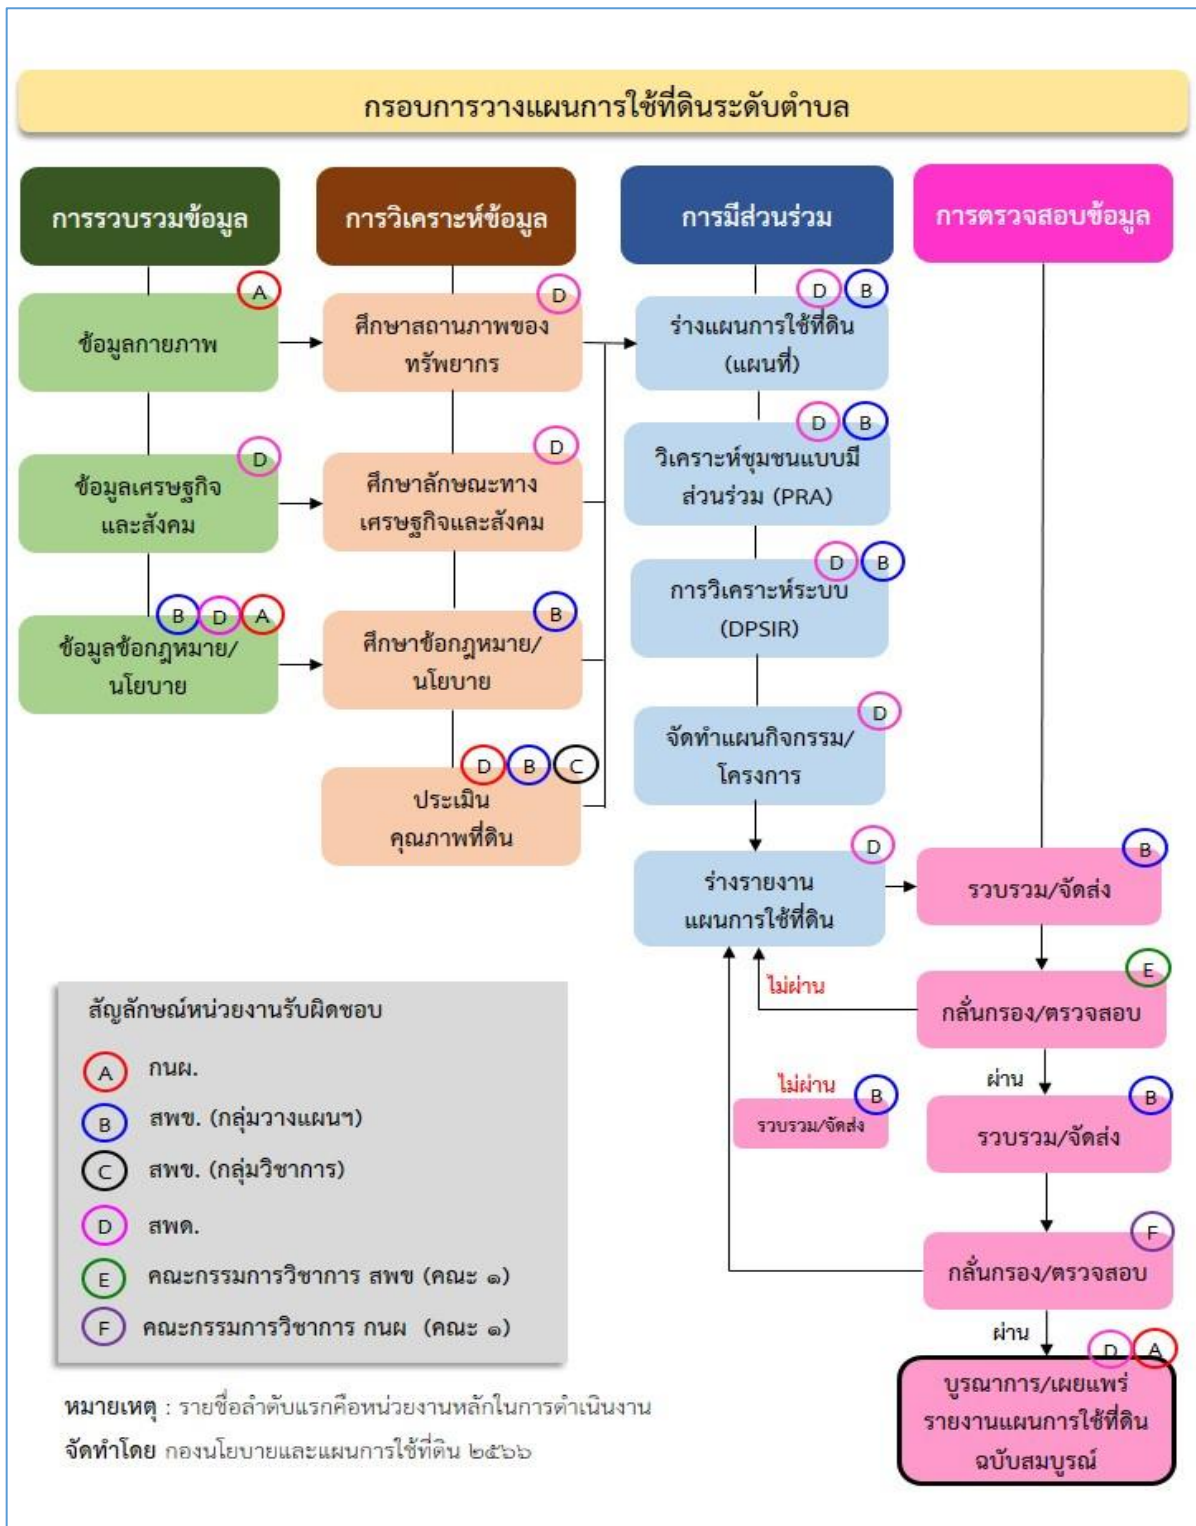 กรอบการวางแผนการใช้ที่ดินระดับตำบล
การรวบรวมข้อมูล
การวิเคราะห์ข้อมูล
การมีส่วนร่วม
การตรวจสอบข้อมูล
A
ข้อมูลกายภาพ
D
ข้อมูลเศรษฐกิจ
และสังคม
B D A
ข้อมูลข้อกฎหมาย/
นโยบาย
D
ศึกษาสถานภาพของ
ทรัพยากร
D
ศึกษาลักษณะทาง
เศรษฐกิจและสังคม
B
ศึกษาข้อกฎหมาย/
นโยบาย
D B C
ประเมิน
คุณภาพที่ดิน
D B
ร่างแผนการใช้ที่ดิน
(แผนที่)
D B
วิเคราะห์ชุมชนแบบมี
ส่วนร่วม (PRA)
D B
การวิเคราะห์ระบบ
(DPSIR)
D
จัดทำแผนกิจกรรม/
โครงการ
D
ร่างรายงาน
แผนการใช้ที่ดิน
B
รวบรวม/จัดส่ง
E
ไม่ผ่าน
กลั่นกรอง/ตรวจสอบ
ผ่าน
ไม่ผ่าน
B
รวบรวม/จัดส่ง
B
รวบรวม/จัดส่ง
F
กลั่นกรอง/ตรวจสอบ
ผ่าน
D A
บูรณาการ/เผยแพร่
รายงานแผนการใช้ที่ดิน
ฉบับสมบูรณ์
สัญลักษณ์หน่วยงานรับผิดชอบ
A กนผ.
B สพข. (กลุ่มวางแผนฯ)
C สพข. (กลุ่มวิชาการ)
D สพด.
E คณะกรรมการวิชาการ สพข (คณะ ๑)
F คณะกรรมการวิชาการ กนผ (คณะ ๑)
หมายเหตุ : รายชื่อลำดับแรกคือหน่วยงานหลักในการดำเนินงาน
จัดทำโดย กองนโยบายและแผนการใช้ที่ดิน ๒๕๖๖